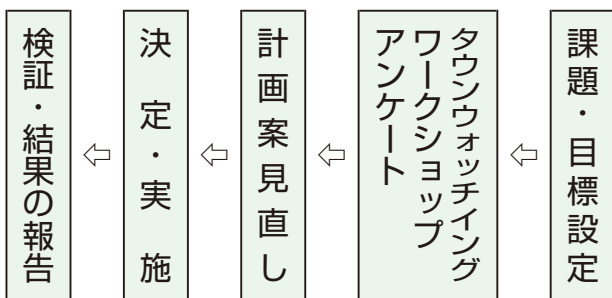 課題・目標設定
⇦
タウンウォッチイング
ワークショップ
アンケート
⇦
計画案見直し
⇦
決定・実施
⇦
検証・結果の報告